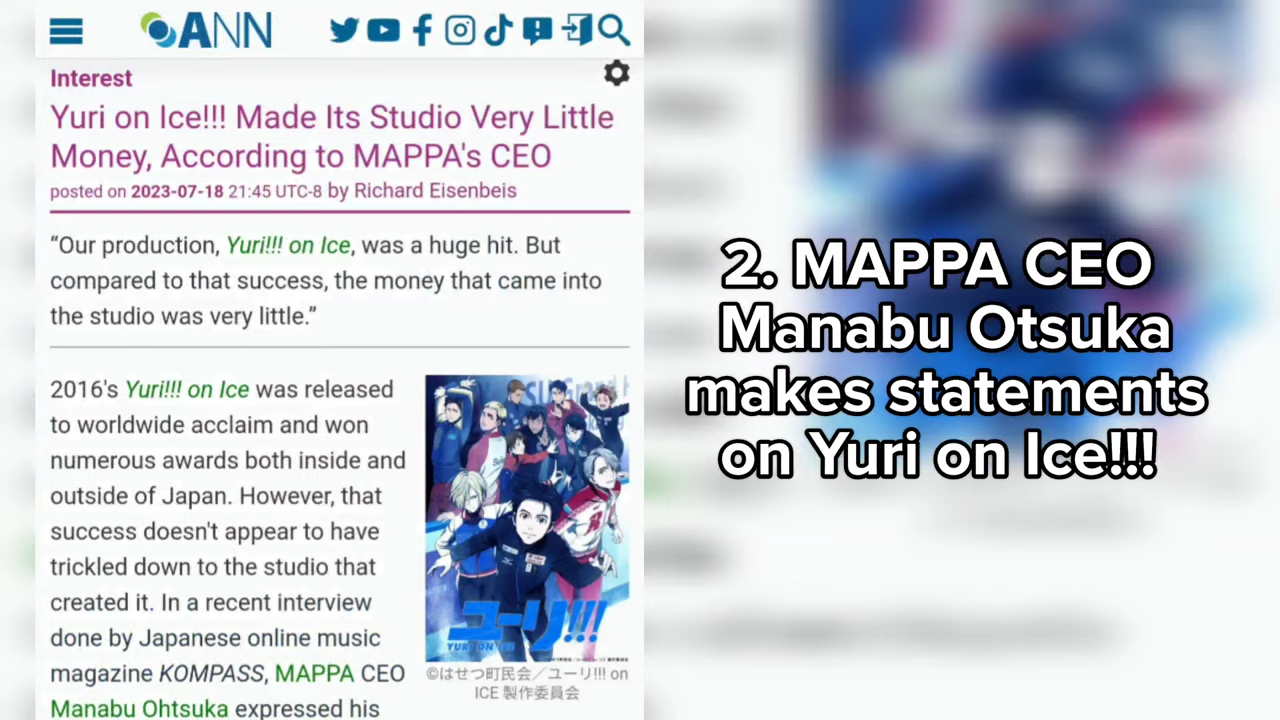 ANN
Interest
Yuri on Ice!!! Made Its Studio Very Little
Money, According to MAPPA's CEO
posted on 2023-07-18 21:45 UTC-8 by Richard Eisenbeis
“Our production, Yuri!!! on Ice, was a huge hit. But
compared to that success, the money that came into
the studio was very little.”
2016's Yuri!!! on Ice was released
to worldwide acclaim and won
numerous awards both inside and
outside of Japan. However, that
success doesn't appear to have
trickled down to the studio that
created it. In a recent interview
done by Japanese online music
magazine KOMPASS, MAPPA CEO
Manabu Ohtsuka expressed his
ユーリ!!!
YURI ON ICE
©はせつ町民会／ユーリ!!! on
ICE 製作委員会
2. MAPPA CEO
Manabu Otsuka
makes statements
on Yuri on Ice!!!